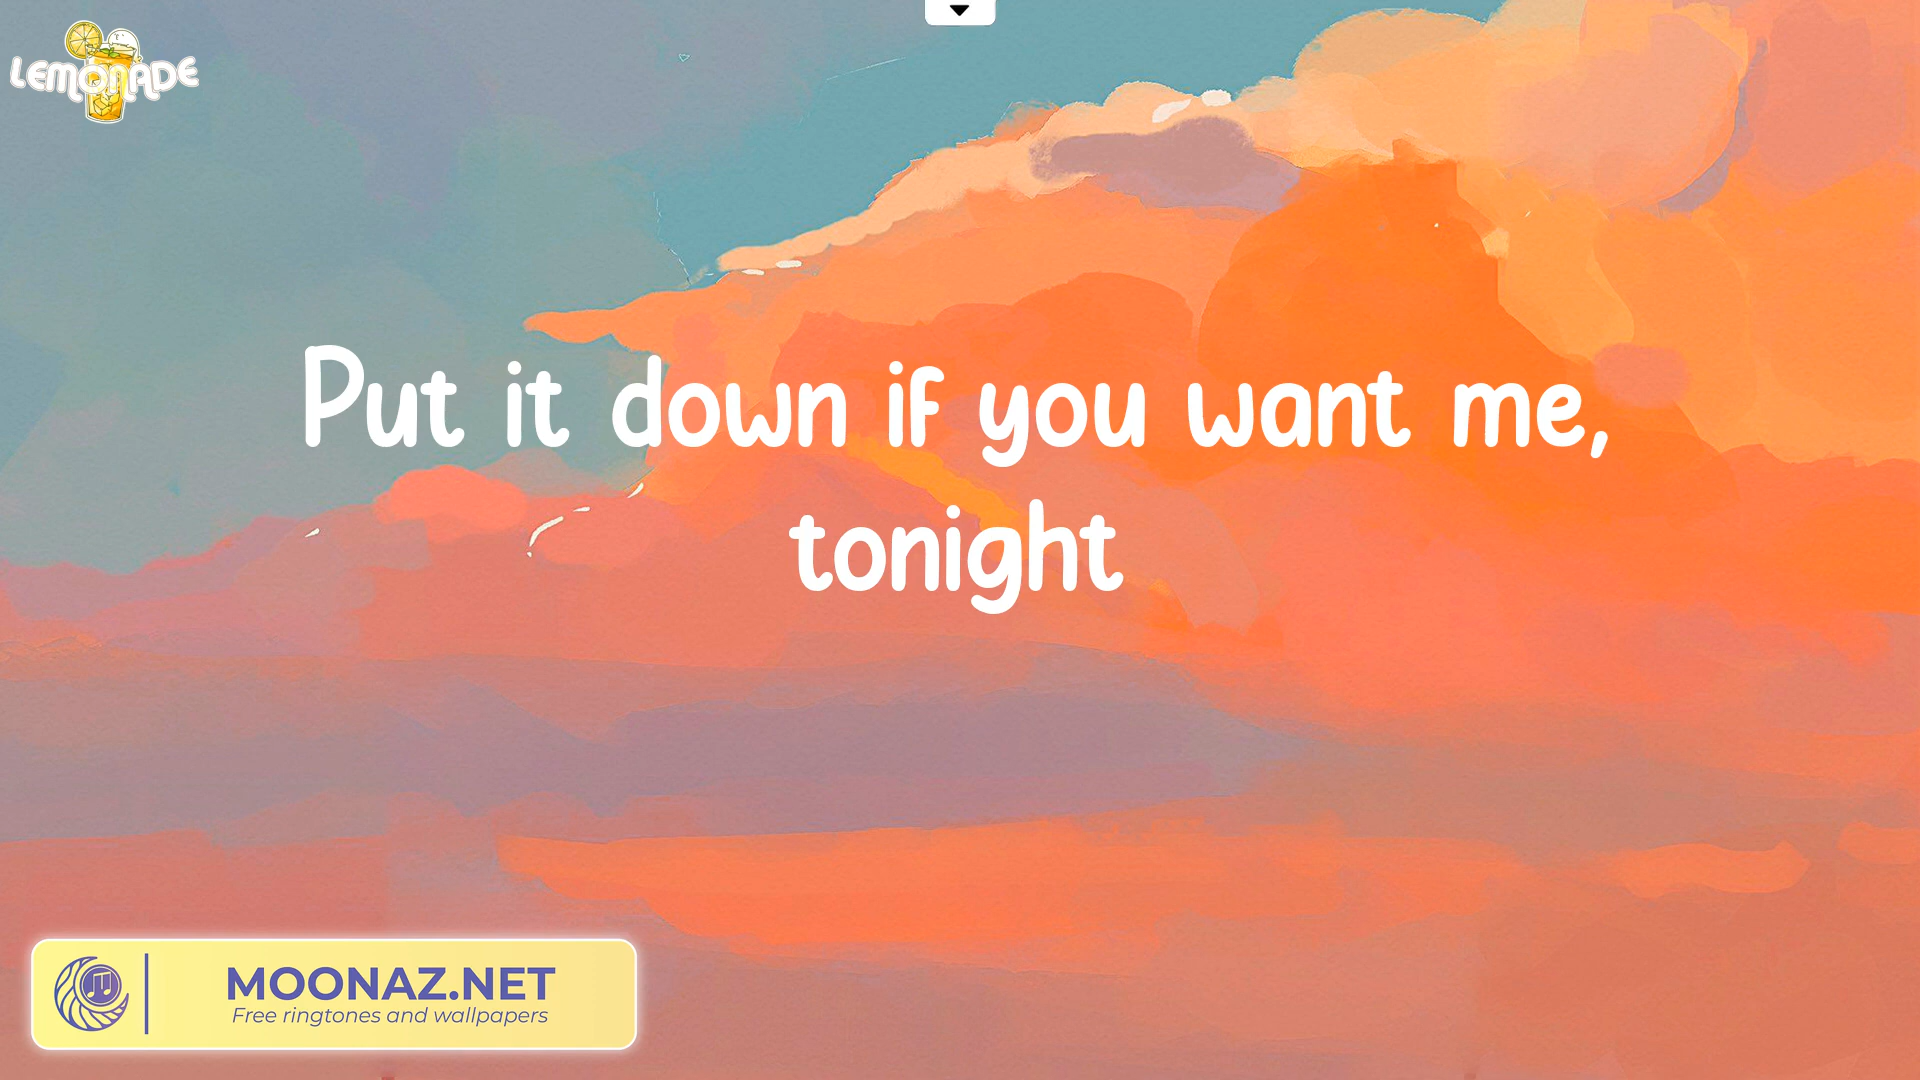 LEMONADE
Put it down if you want me,
tonight
MOONAZ.NET
Free ringtones and wallpapers